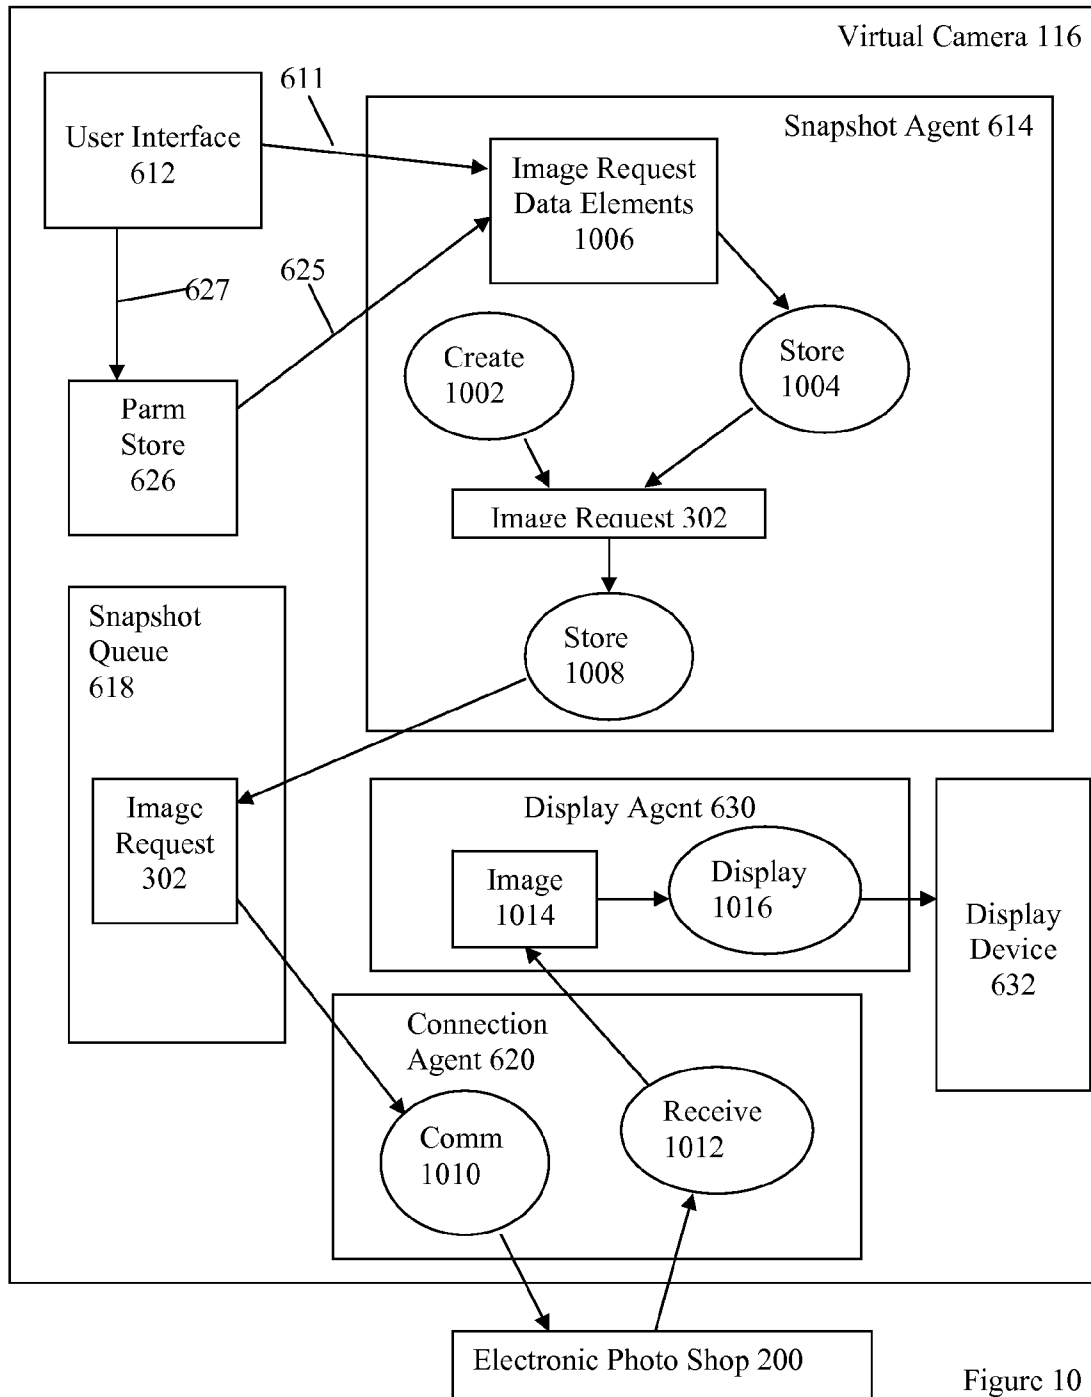 Virtual Camera 116
611
User Interface
612
Snapshot Agent 614
Image Request
Data Elements
1006
625
627
Create
1002
Store
1004
Parm
Store
626
Image Request 302
Snapshot
Queue
618
Store
1008
Image
Request
302
Display Agent 630
Image
1014
Display
1016
Display
Device
632
Connection
Agent 620
Comm
1010
Receive
1012
Electronic Photo Shop 200
Figure 10